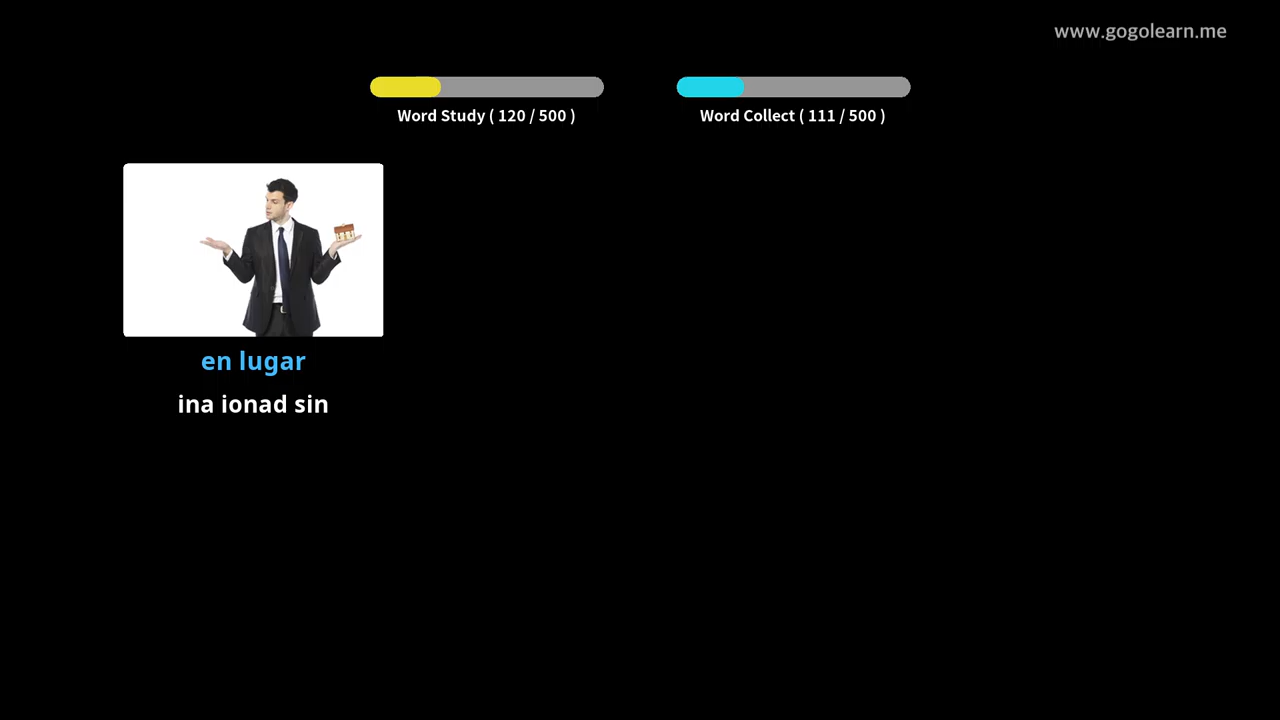 www.gogolearn.me
Word Study ( 120 / 500 )
Word Collect ( 111 / 500 )
en lugar
ina ionad sin